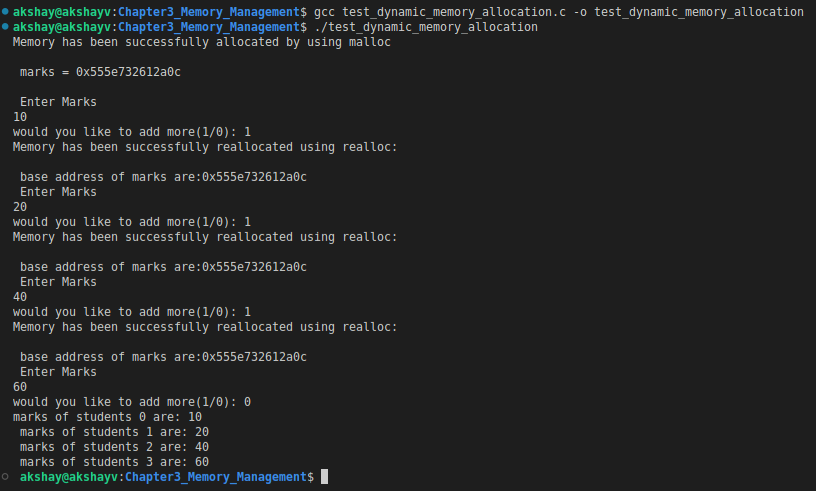 akshay@akshayv:Chapter3_Memory_Management$ gcc test_dynamic_memory_allocation.c -o test_dynamic_memory_allocation
akshay@akshayv:Chapter3_Memory_Management$ ./test_dynamic_memory_allocation
Memory has been successfully allocated by using malloc
marks = 0x555e732612a0c
Enter Marks
10
would you like to add more(1/0): 1
Memory has been successfully reallocated using realloc:
base address of marks are:0x555e732612a0c
Enter Marks
20
would you like to add more(1/0): 1
Memory has been successfully reallocated using realloc:
base address of marks are:0x555e732612a0c
Enter Marks
40
would you like to add more(1/0): 1
Memory has been successfully reallocated using realloc:
base address of marks are:0x555e732612a0c
Enter Marks
60
would you like to add more(1/0): 0
marks of students 0 are: 10
marks of students 1 are: 20
marks of students 2 are: 40
marks of students 3 are: 60
akshay@akshayv:Chapter3_Memory_Management$